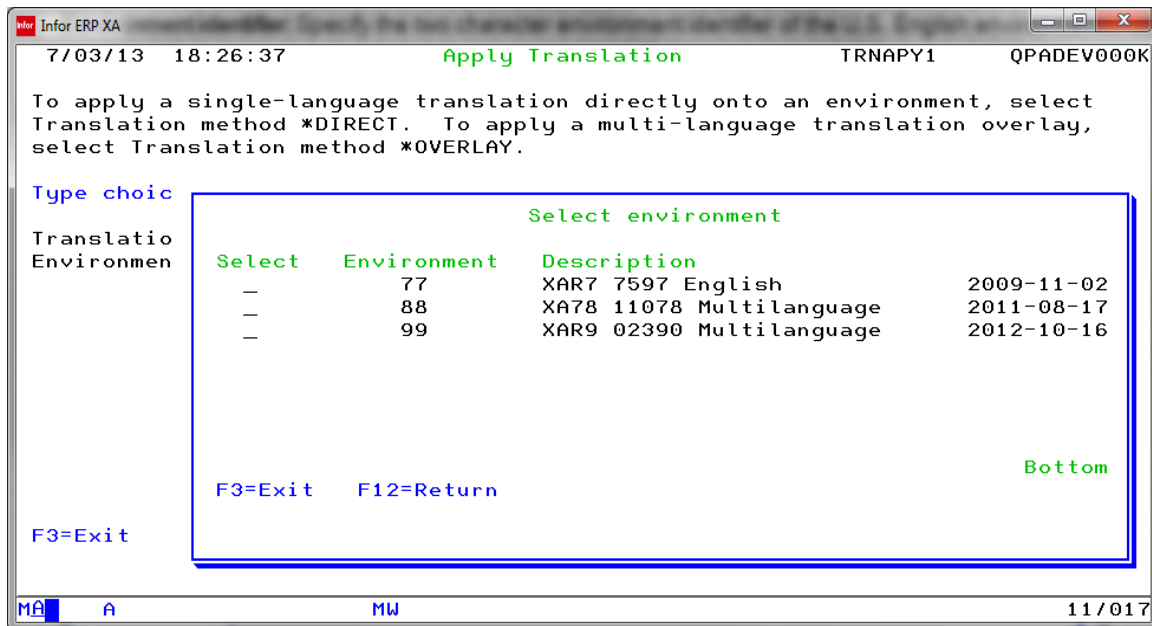 infor Infor ERP XA
7/03/13 18:26:37 Apply Translation TRNAPY1 QPADEV000K
To apply a single-language translation directly onto an environment, select
Translation method *DIRECT. To apply a multi-language translation overlay,
select Translation method *OVERLAY.
Type choic
Select environment
Translatio
Environmen Select Environment Description
_ 77 XAR7 7597 English 2009-11-02
_ 88 XA78 11078 Multilanguage 2011-08-17
_ 99 XAR9 02390 Multilanguage 2012-10-16
Bottom
F3=Exit F12=Return
F3=Exit
MA A MW 11/017